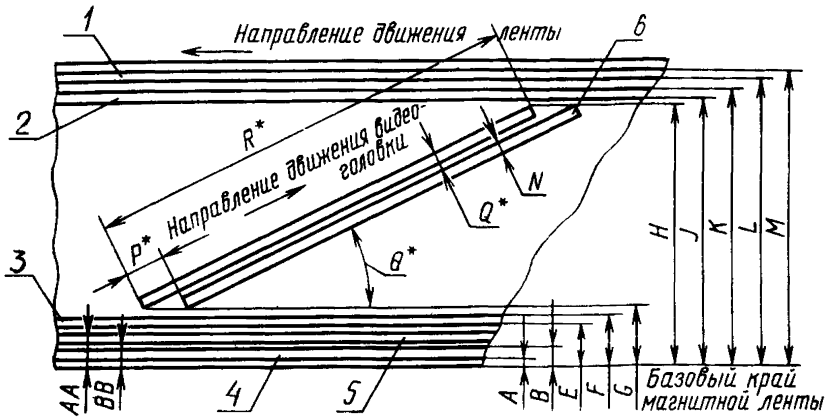 1
Направление движения ленты
6
2
R*
Направление движения видео-
головки
N
Q*
P*
θ*
3
H
J
K
L
M
4
5
AA
BB
A
B
E
F
G
Базовый край
магнитной ленты